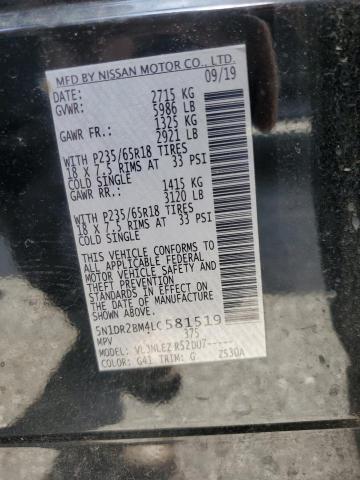 MFD BY NISSAN MOTOR CO., LTD.
DATE: 09/19
GVWR: 2715 KG
5986 LB
GAWR FR.: 1325 KG
2921 LB
WITH P235/65R18 TIRES
18 X 7.5 RIMS AT 33 PSI
COLD SINGLE
GAWR RR.: 1415 KG
3120 LB
WITH P235/65R18 TIRES
18 X 7.5 RIMS AT 33 PSI
COLD SINGLE
THIS VEHICLE CONFORMS TO
ALL APPLICABLE U.S. FEDERAL
MOTOR VEHICLE SAFETY AND
THEFT PREVENTION
STANDARDS IN EFFECT ON
THE DATE OF MANUFACTURE
SHOWN ABOVE.
5N1DR2BM4LC581519
MPV 375
MODEL: VLJNLEZ R52DU7-----
COLOR: G41 TRIM: G Z530A